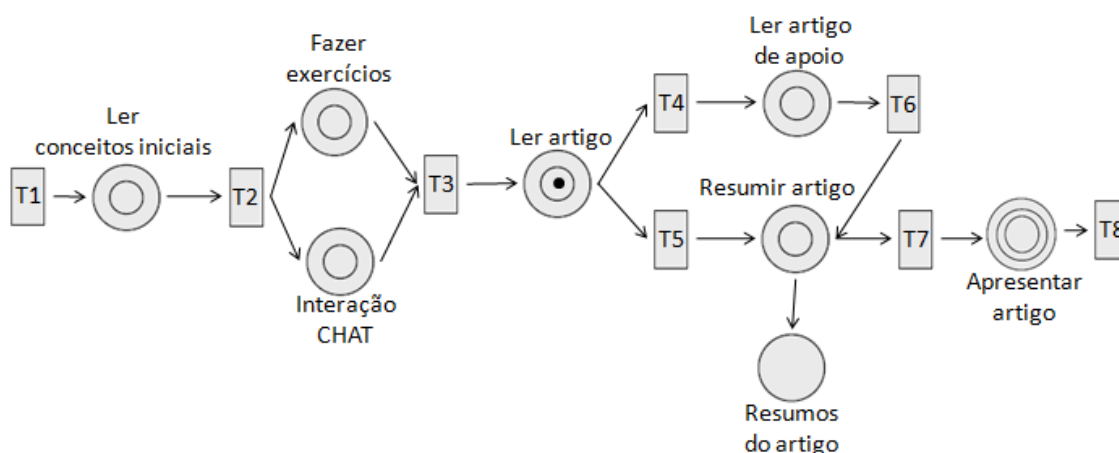 Fazer
exercícios
Ler artigo
de apoio
Ler
conceitos iniciais
T4
T6
Ler artigo
T1
T2
T3
Resumir artigo
T5
T7
T8
Interação
CHAT
Apresentar
artigo
Resumos
do artigo